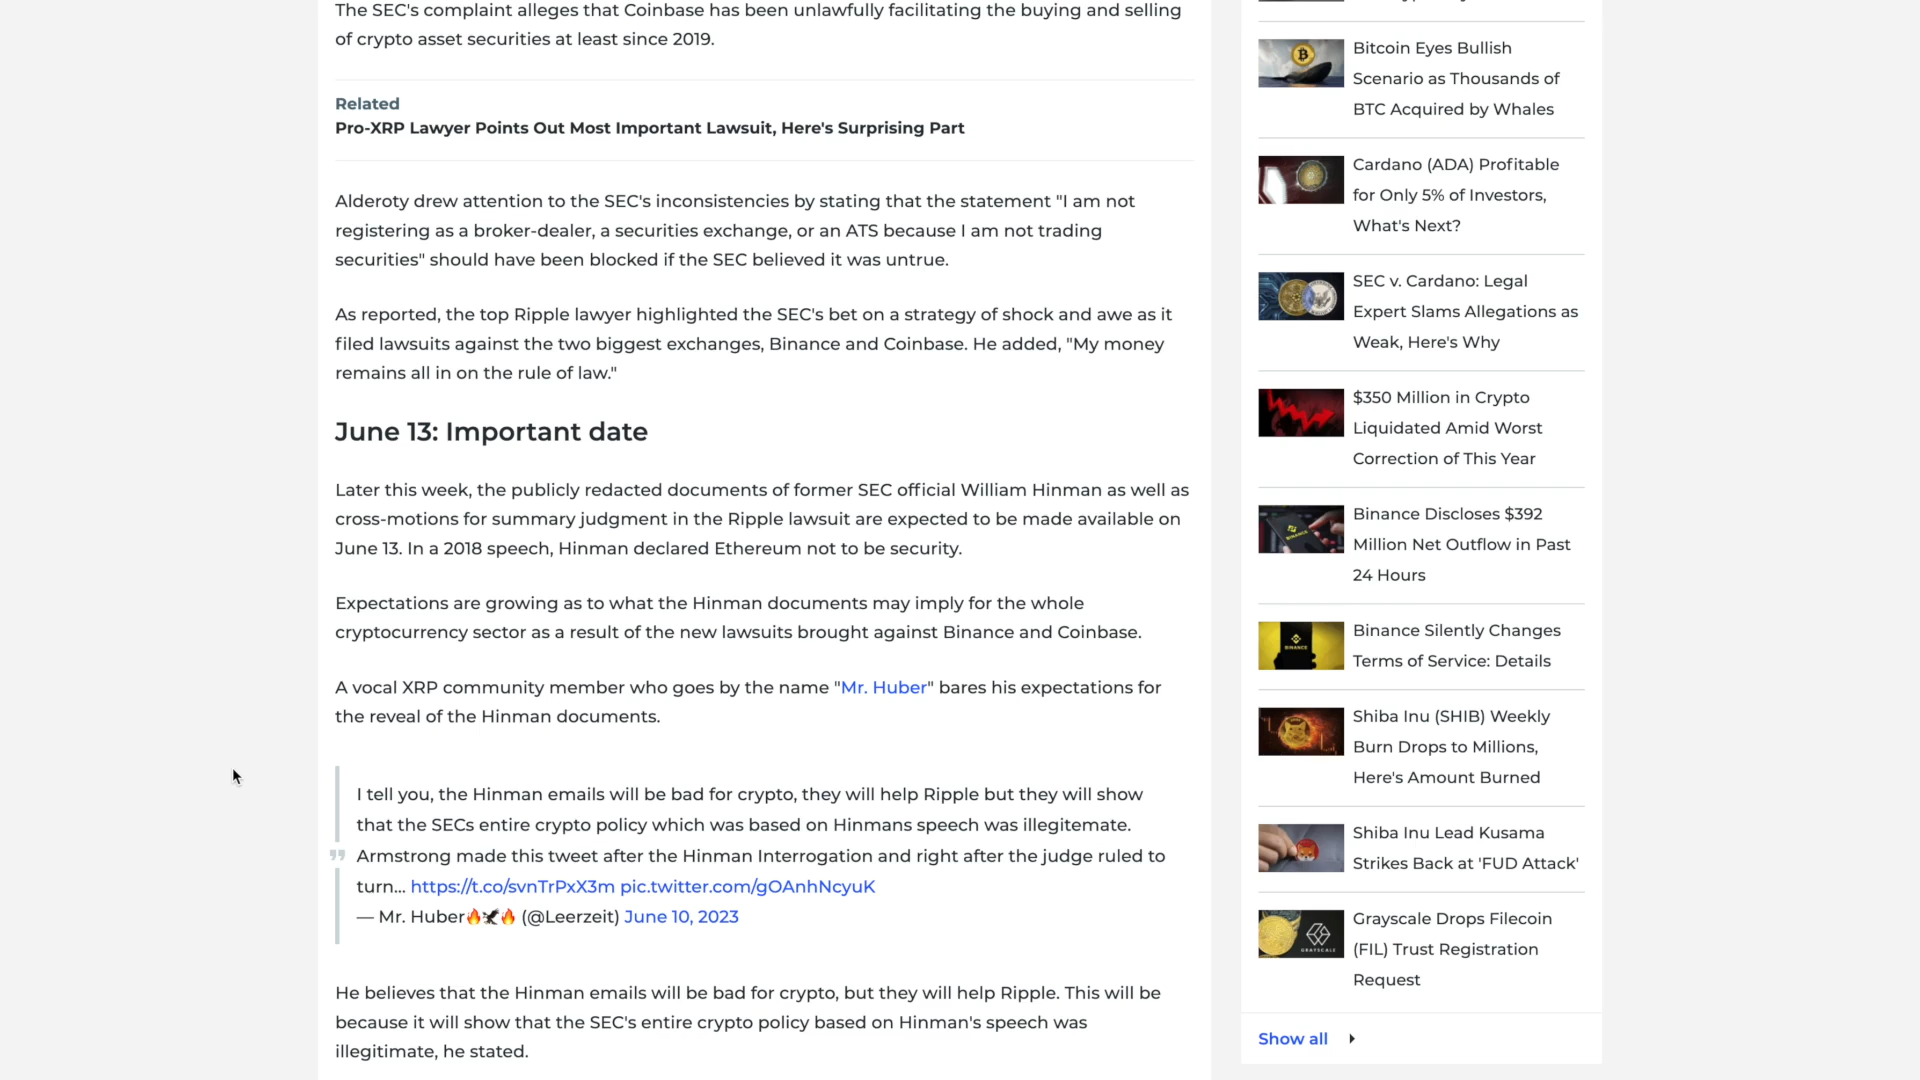 The SEC's complaint alleges that Coinbase has been unlawfully facilitating the buying and selling
of crypto asset securities at least since 2019.
Related
Pro-XRP Lawyer Points Out Most Important Lawsuit, Here's Surprising Part
Alderoty drew attention to the SEC's inconsistencies by stating that the statement "I am not
registering as a broker-dealer, a securities exchange, or an ATS because I am not trading
securities" should have been blocked if the SEC believed it was untrue.
As reported, the top Ripple lawyer highlighted the SEC's bet on a strategy of shock and awe as it
filed lawsuits against the two biggest exchanges, Binance and Coinbase. He added, "My money
remains all in on the rule of law."
June 13: Important date
Later this week, the publicly redacted documents of former SEC official William Hinman as well as
cross-motions for summary judgment in the Ripple lawsuit are expected to be made available on
June 13. In a 2018 speech, Hinman declared Ethereum not to be security.
Expectations are growing as to what the Hinman documents may imply for the whole
cryptocurrency sector as a result of the new lawsuits brought against Binance and Coinbase.
A vocal XRP community member who goes by the name "Mr. Huber" bares his expectations for
the reveal of the Hinman documents.
I tell you, the Hinman emails will be bad for crypto, they will help Ripple but they will show
that the SECs entire crypto policy which was based on Hinmans speech was illegitemate.
Armstrong made this tweet after the Hinman Interrogation and right after the judge ruled to
turn... https://t.co/svnTrPxX3m pic.twitter.com/gOAnhNcyuK
— Mr. Huber🔥🦅🔥 (@Leerzeit) June 10, 2023
He believes that the Hinman emails will be bad for crypto, but they will help Ripple. This will be
because it will show that the SEC's entire crypto policy based on Hinman's speech was
illegitimate, he stated.
Bitcoin Eyes Bullish
Scenario as Thousands of
BTC Acquired by Whales
Cardano (ADA) Profitable
for Only 5% of Investors,
What's Next?
SEC v. Cardano: Legal
Expert Slams Allegations as
Weak, Here's Why
$350 Million in Crypto
Liquidated Amid Worst
Correction of This Year
Binance Discloses $392
Million Net Outflow in Past
24 Hours
BINANCE
Binance Silently Changes
Terms of Service: Details
Shiba Inu (SHIB) Weekly
Burn Drops to Millions,
Here's Amount Burned
Shiba Inu Lead Kusama
Strikes Back at 'FUD Attack'
GRAYSCALE
Grayscale Drops Filecoin
(FIL) Trust Registration
Request
Show all